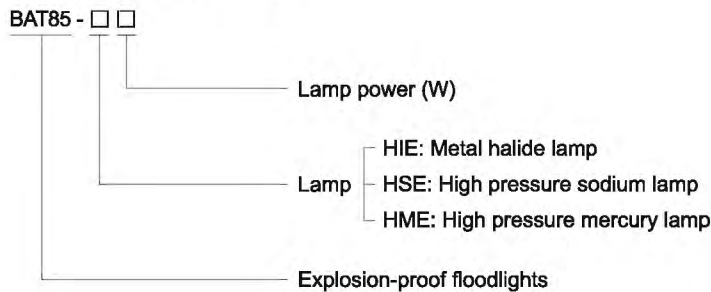 BAT85 - □ □
Lamp power (W)
HIE: Metal halide lamp
Lamp
HSE: High pressure sodium lamp
HME: High pressure mercury lamp
Explosion-proof floodlights